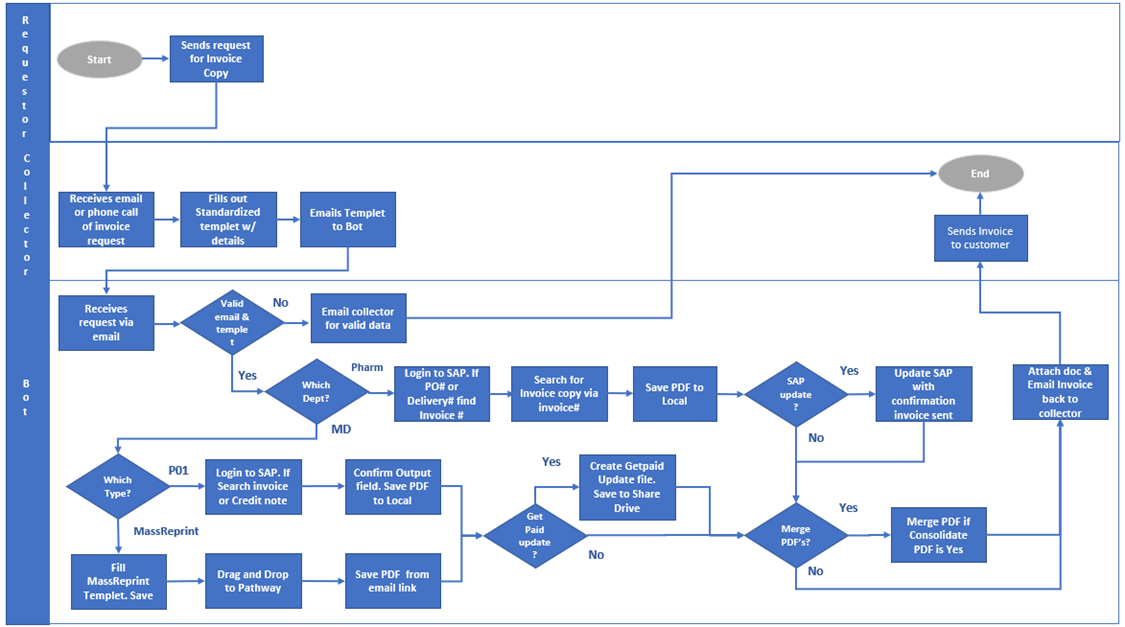 Requestor
Start
Sends request
for Invoice
Copy
Collector
Receives email
or phone call
of invoice
request
Fills out
Standardized
templet w/
details
Emails Templet
to Bot
End
Sends Invoice
to customer
Bot
Receives
request via
email
Valid
email &
temple
t
No
Yes
Email collector
for valid data
Which
Dept?
Pharm
MD
Login to SAP. If
PO# or
Delivery# find
Invoice #
Search for
Invoice copy via
invoice#
Save PDF to
Local
SAP
update
?
Yes
No
Update SAP
with
confirmation
invoice sent
Attach doc &
Email Invoice
back to
collector
Which
Type?
P01
MassReprint
Login to SAP. If
Search invoice
or Credit note
Confirm Output
field. Save PDF
to Local
Fill
MassReprint
Templet. Save
Drag and Drop
to Pathway
Save PDF from
email link
Get
Paid
update
?
Yes
No
Create Getpaid
Update file.
Save to Share
Drive
Merge
PDF's?
Yes
No
Merge PDF if
Consolidate
PDF is Yes